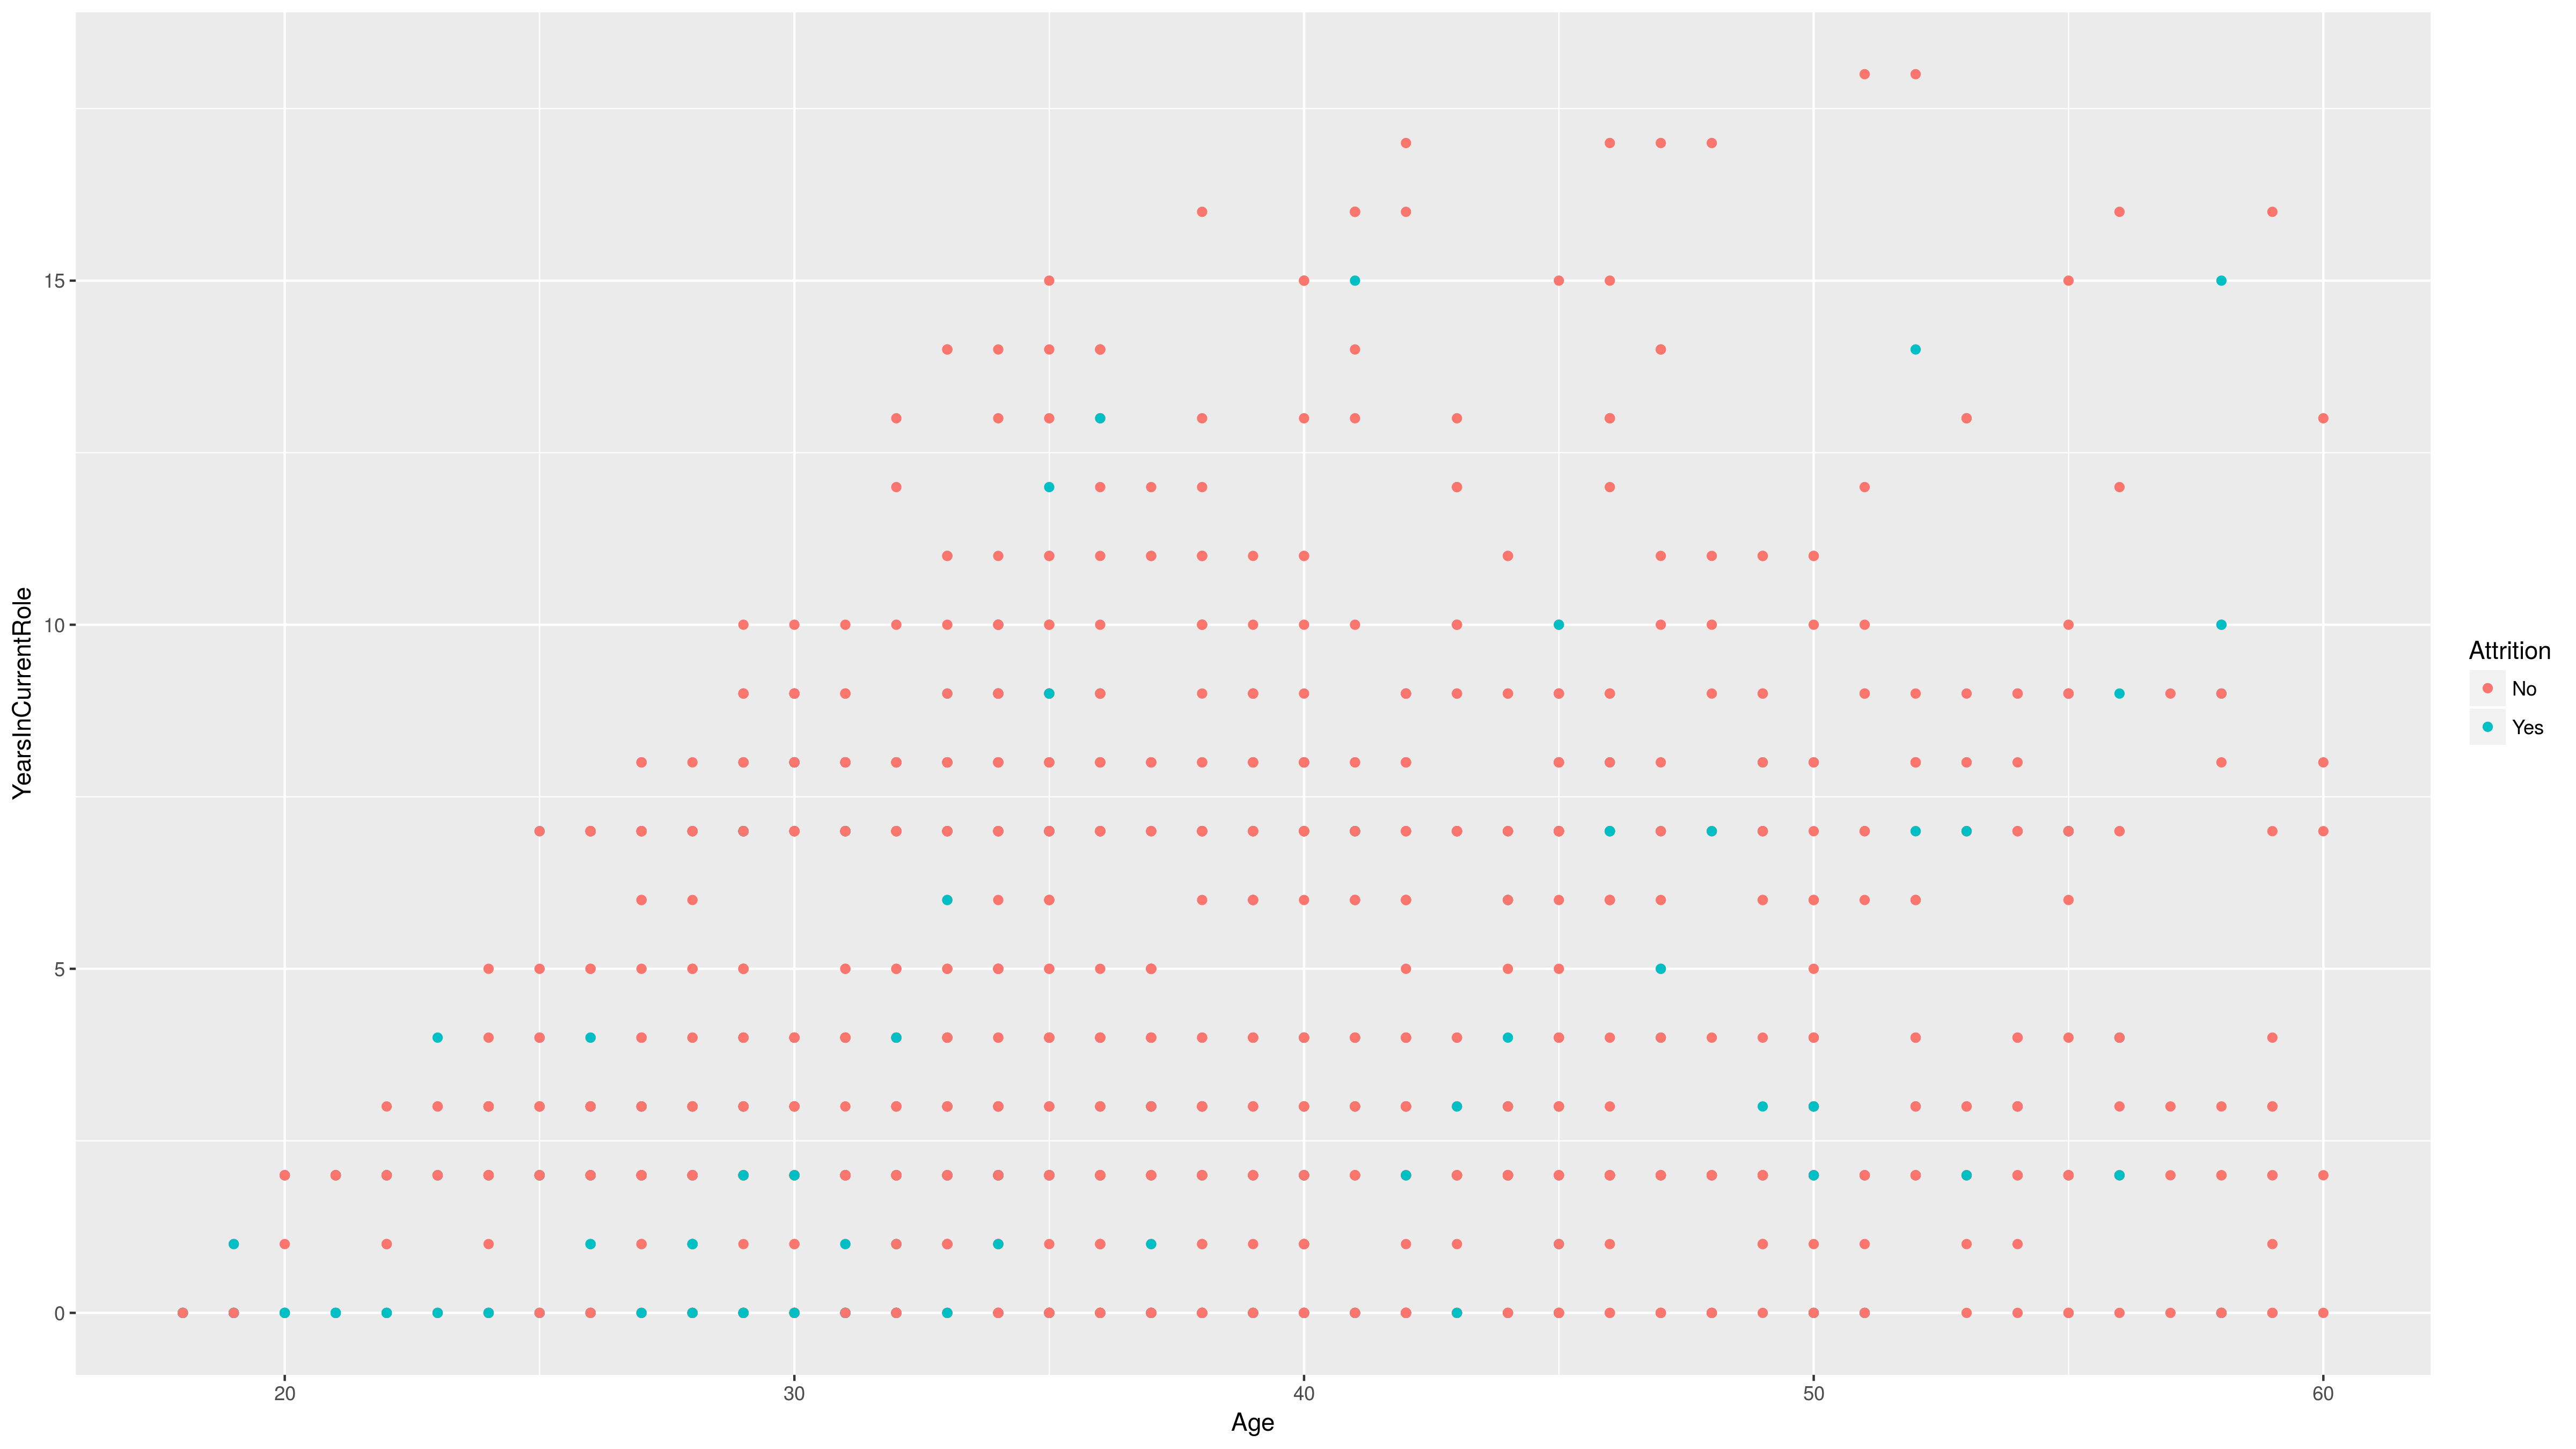 YearsInCurrentRole
15
10
5
0
20 30 40 50 60
Age
Attrition
No
Yes